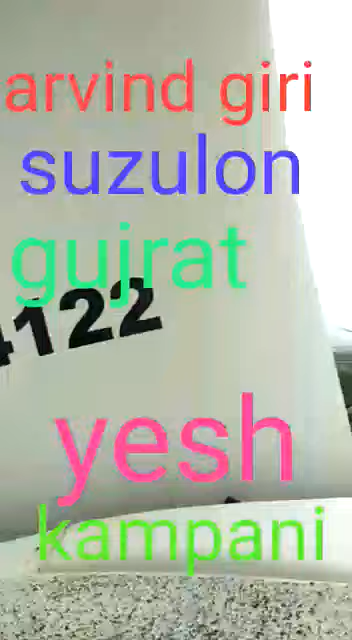 arvind giri
suzulon
gujrat
4122
yesh
kampani